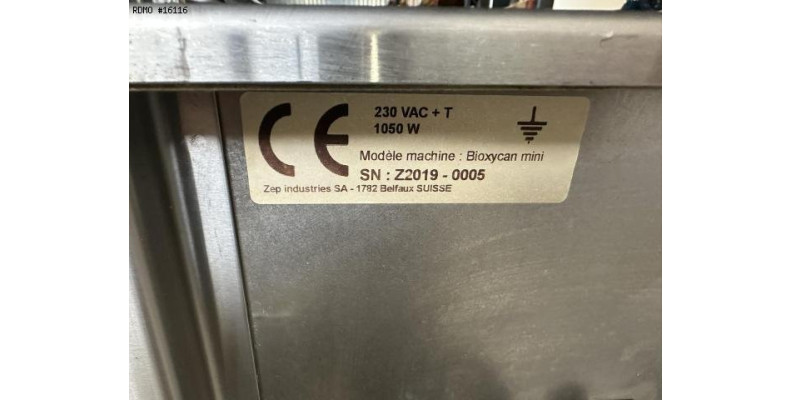 RDMO #16116
230 VAC + T
1050 W
CE
Modèle machine : Bioxycan mini
SN : Z2019 - 0005
Zep industries SA - 1782 Belfaux SUISSE